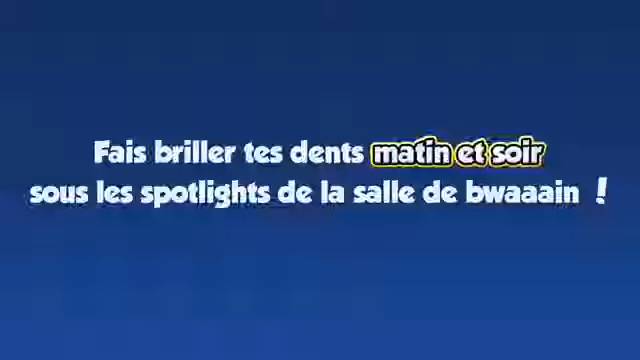 Fais briller tes dents matin et soir
sous les spotlights de la salle de bwaaain !